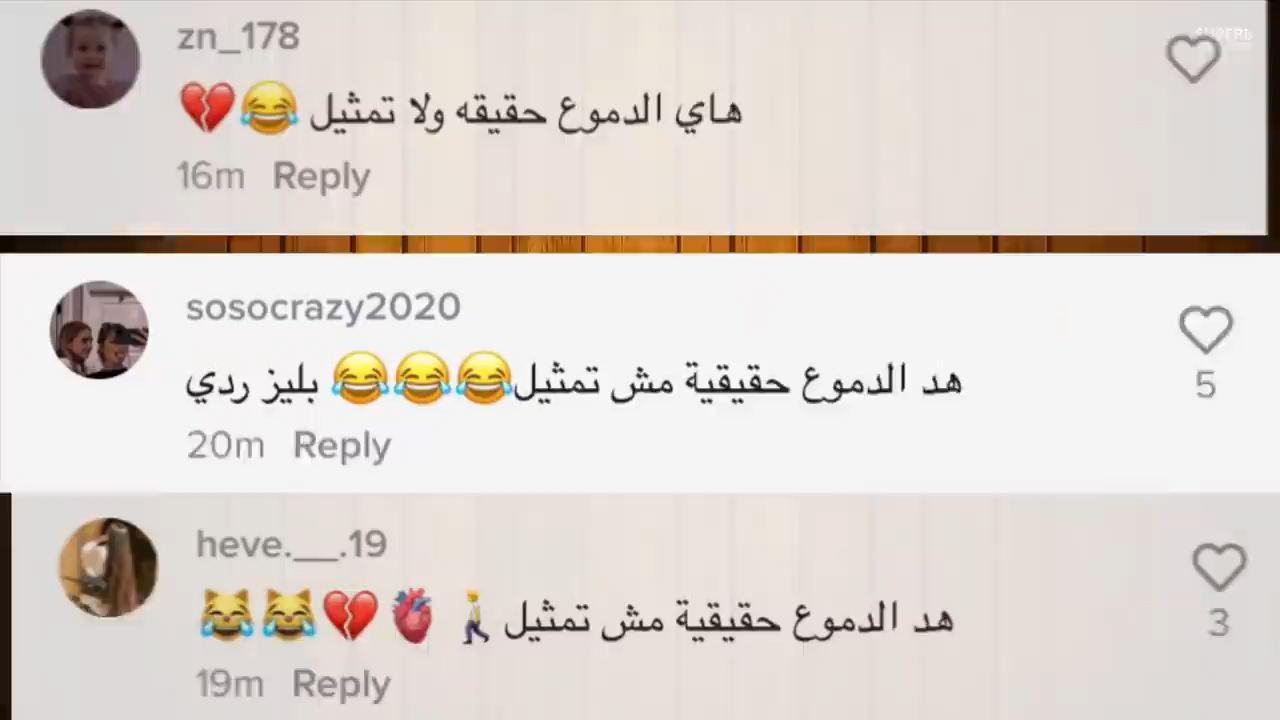 zn_178
هاي الدموع حقيقه ولا تمثيل 😂💔
16m Reply
sosocrazy2020
هد الدموع حقيقية مش تمثيل😂😂😂 بليز ردي
5
20m Reply
heve.__.19
هد الدموع حقيقية مش تمثيل 🚶🫀💔😹😹
3
19m Reply